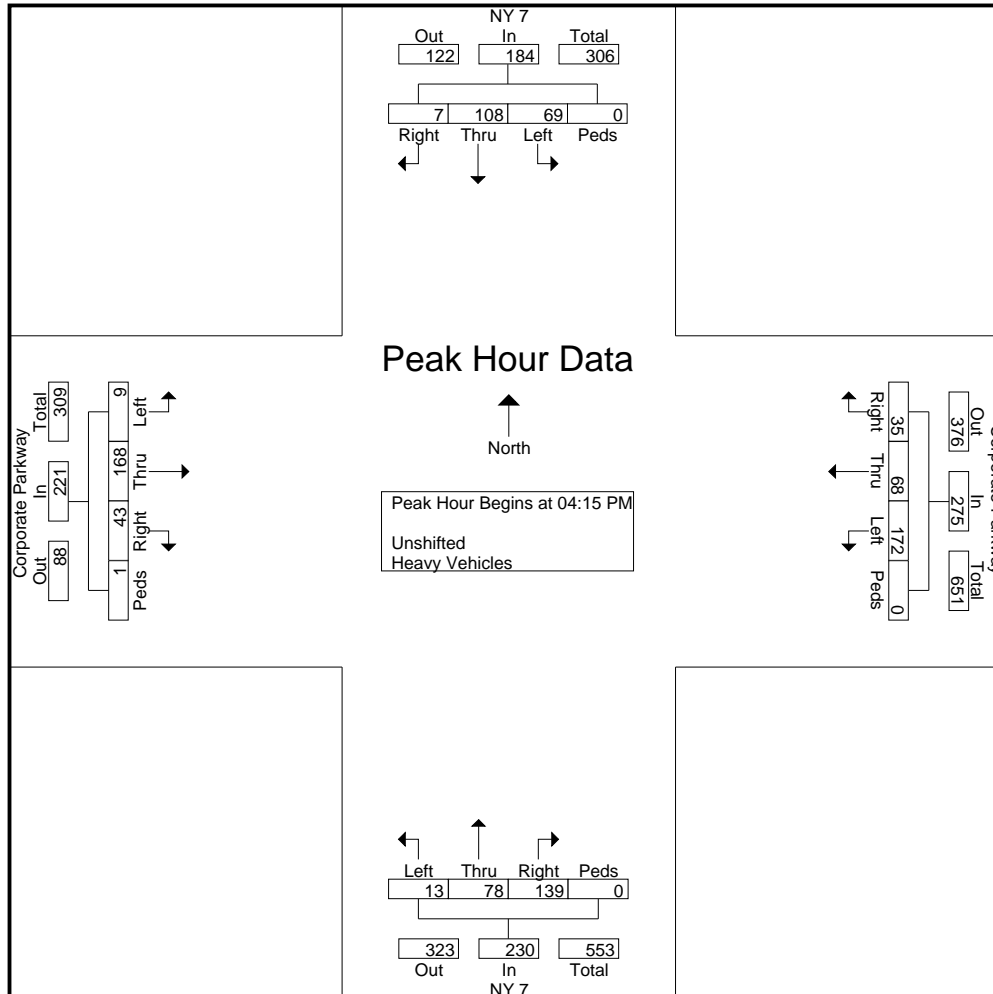 NY 7
Out In Total
122 184 306
7 108 69 0
Right Thru Left Peds
Peak Hour Data
North
Peak Hour Begins at 04:15 PM
Unshifted
Heavy Vehicles
Corporate Parkway
Total In Out
309 221 88
9 168 43 1
Left Thru Right Peds
Right Thru Left Peds
35 68 172 0
Out In Total
376 275 651
Left Thru Right Peds
13 78 139 0
323 230 553
Out In Total
NY 7